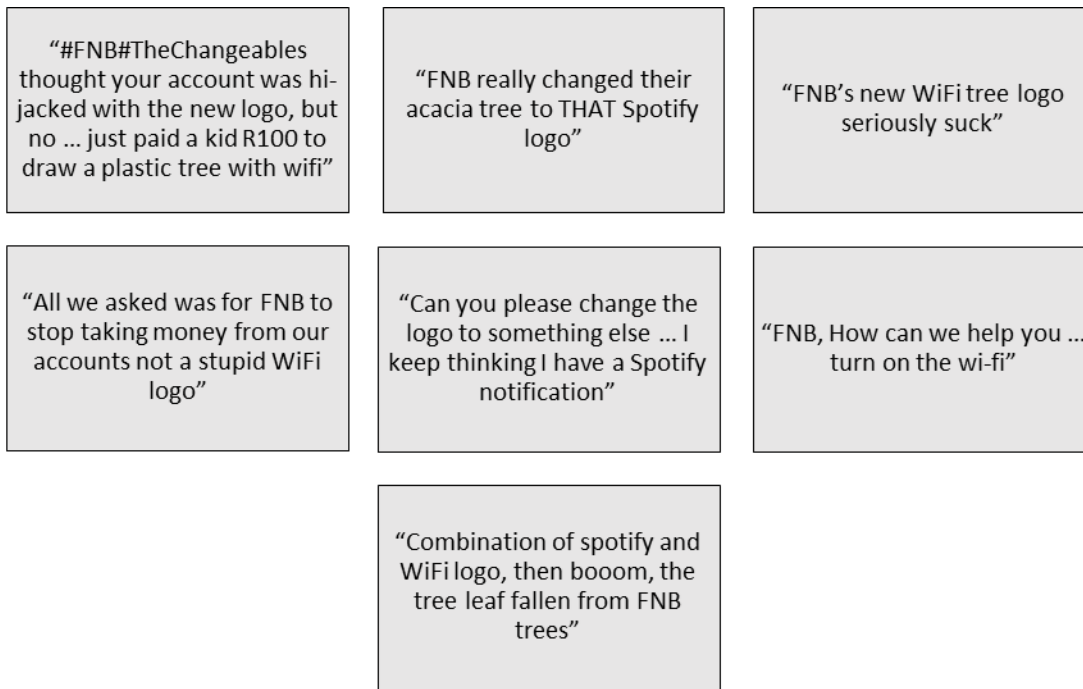 “#FNB#TheChangeables
thought your account was hi-
jacked with the new logo, but
no ... just paid a kid R100 to
draw a plastic tree with wifi”
“FNB really changed their
acacia tree to THAT Spotify
logo”
“FNB’s new WiFi tree logo
seriously suck”
“All we asked was for FNB to
stop taking money from our
accounts not a stupid WiFi
logo”
“Can you please change the
logo to something else ... I
keep thinking I have a Spotify
notification”
“FNB, How can we help you ...
turn on the wi-fi”
“Combination of spotify and
WiFi logo, then booom, the
tree leaf fallen from FNB
trees”